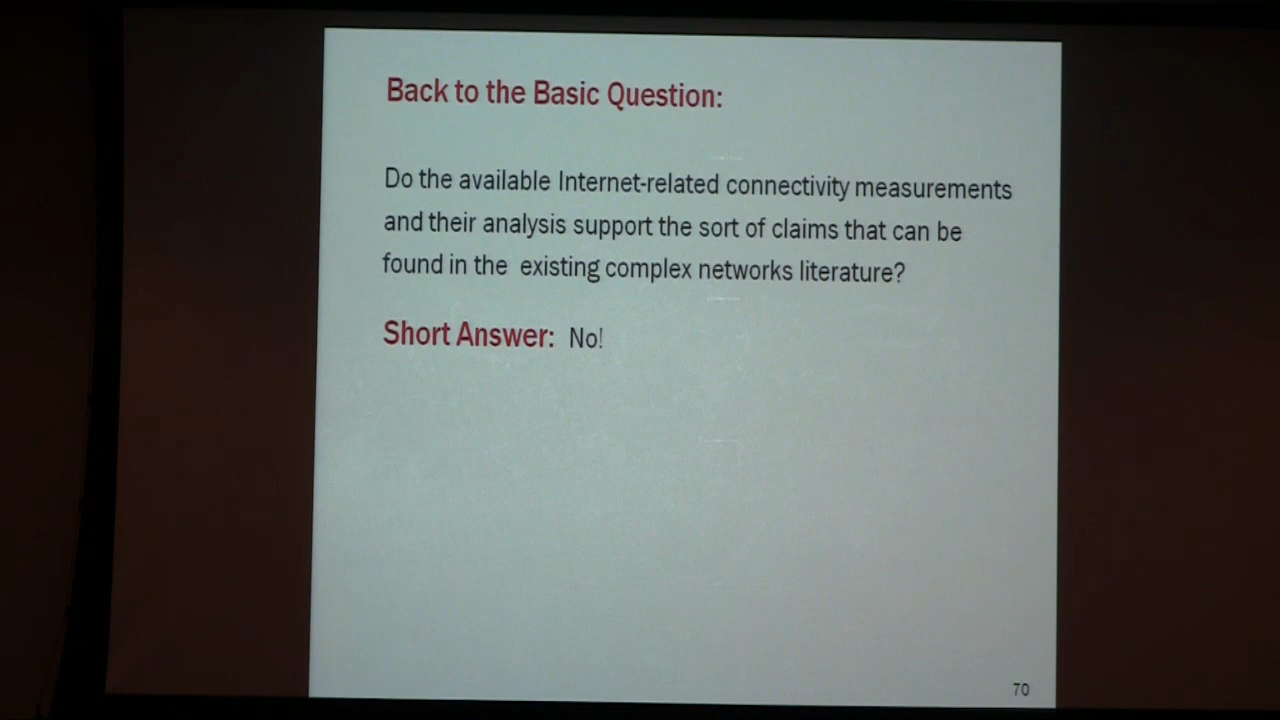 Back to the Basic Question:
Do the available Internet-related connectivity measurements
and their analysis support the sort of claims that can be
found in the existing complex networks literature?
Short Answer: No!
70